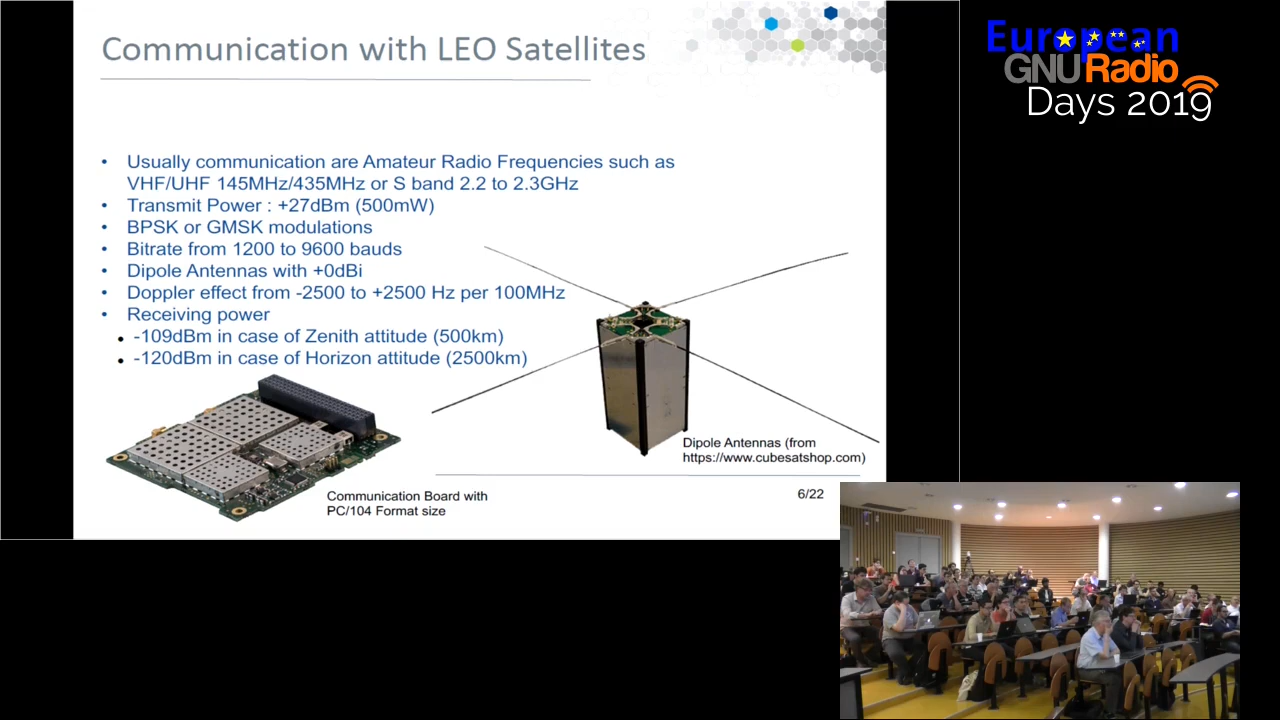 Communication with LEO Satellites
• Usually communication are Amateur Radio Frequencies such as
VHF/UHF 145MHz/435MHz or S band 2.2 to 2.3GHz
• Transmit Power : +27dBm (500mW)
• BPSK or GMSK modulations
• Bitrate from 1200 to 9600 bauds
• Dipole Antennas with +0dBi
• Doppler effect from -2500 to +2500 Hz per 100MHz
• Receiving power
• -109dBm in case of Zenith attitude (500km)
• -120dBm in case of Horizon attitude (2500km)
Dipole Antennas (from
https://www.cubesatshop.com)
Communication Board with
PC/104 Format size
6/22
European
GNURadio
Days 2019